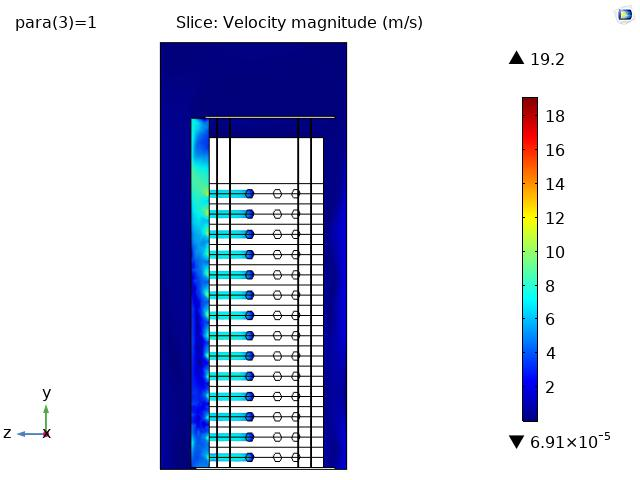 para(3)=1
Slice: Velocity magnitude (m/s)
▲ 19.2
18
16
14
12
10
8
6
4
2
▼ 6.91×10⁻⁵
y
z
x